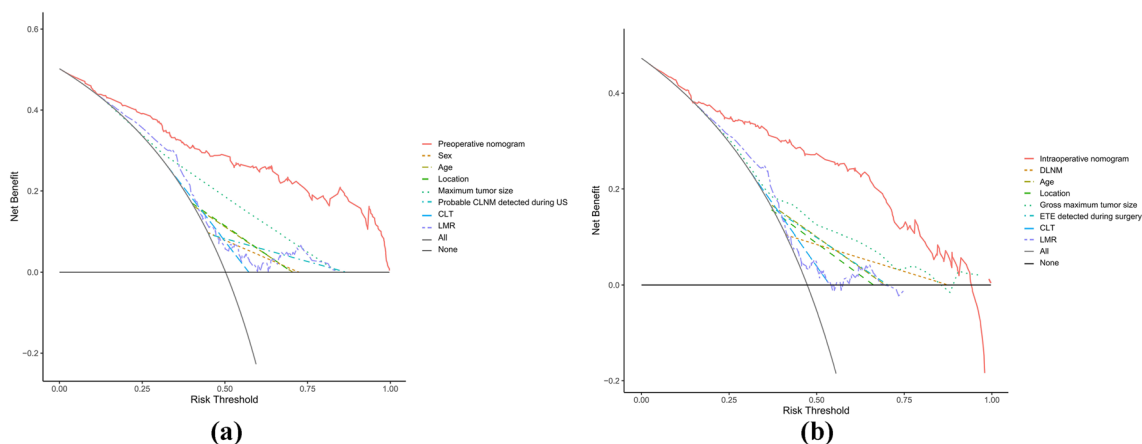 0.6
0.4
0.2
0.0
−0.2
Net Benefit
0.00
0.25
0.50
0.75
1.00
Risk Threshold
Preoperative nomogram
Sex
Age
Location
Maximum tumor size
Probable CLNM detected during US
CLT
LMR
All
None
(a)
0.4
0.2
0.0
−0.2
Net Benefit
0.00
0.25
0.50
0.75
1.00
Risk Threshold
Intraoperative nomogram
DLNM
Age
Location
Gross maximum tumor size
ETE detected during surgery
CLT
LMR
All
None
(b)